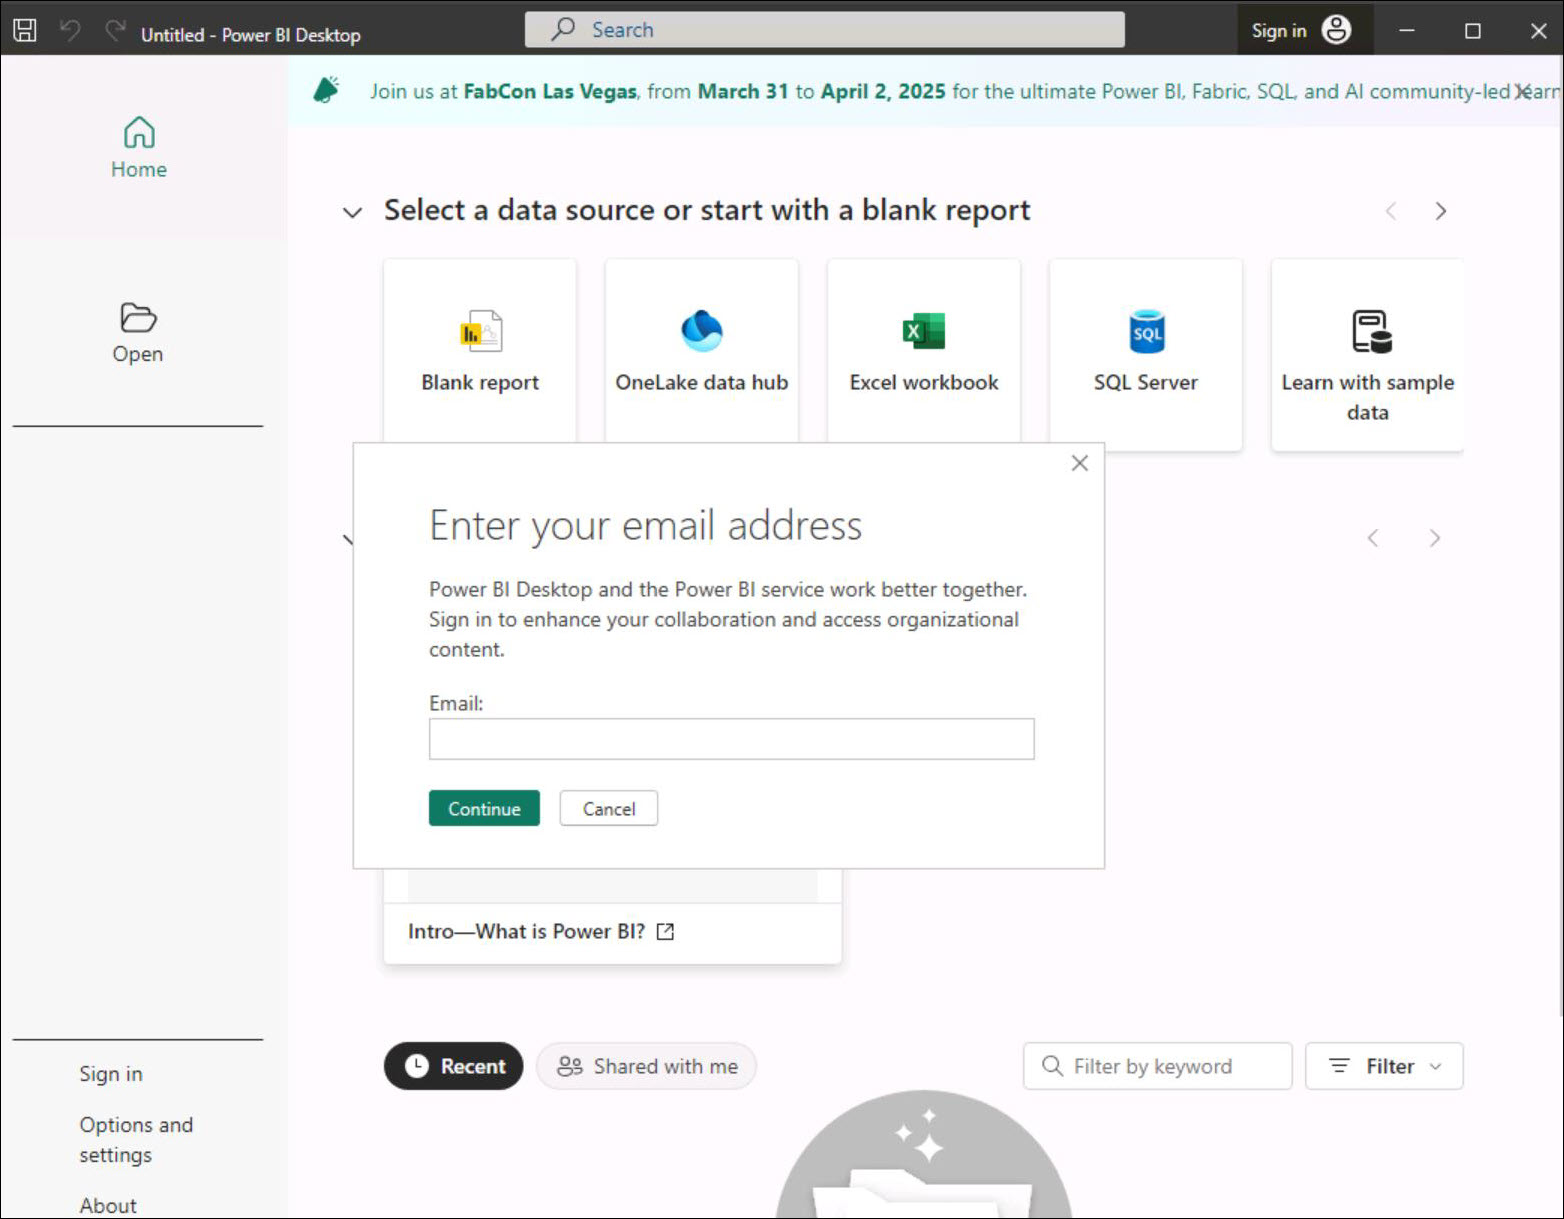 Untitled - Power BI Desktop
Search
Sign in
Join us at FabCon Las Vegas, from March 31 to April 2, 2025 for the ultimate Power BI, Fabric, SQL, and AI community-led
Home
Open
Select a data source or start with a blank report
Blank report
OneLake data hub
Excel workbook
SQL
SQL Server
Learn with sample
data
Enter your email address
Power BI Desktop and the Power BI service work better together.
Sign in to enhance your collaboration and access organizational
content.
Email:
Continue
Cancel
Intro—What is Power BI?
Recent
Shared with me
Filter by keyword
Filter
Sign in
Options and
settings
About